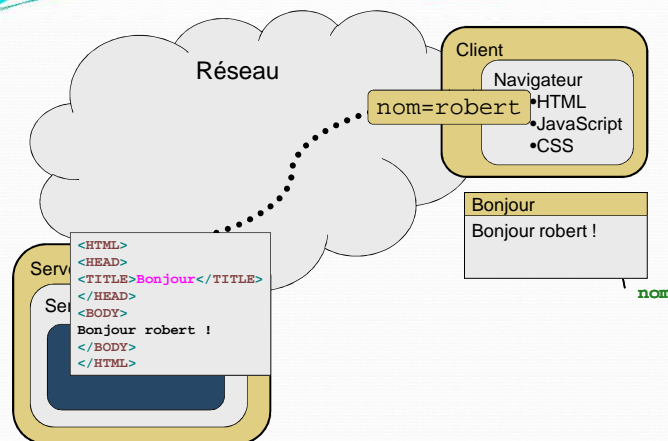 Réseau
Client
Navigateur
•HTML
•JavaScript
•CSS
nom=robert
Bonjour
Bonjour robert !
nom
<HTML>
<HEAD>
<TITLE>Bonjour</TITLE>
</HEAD>
<BODY>
Bonjour robert !
</BODY>
</HTML>